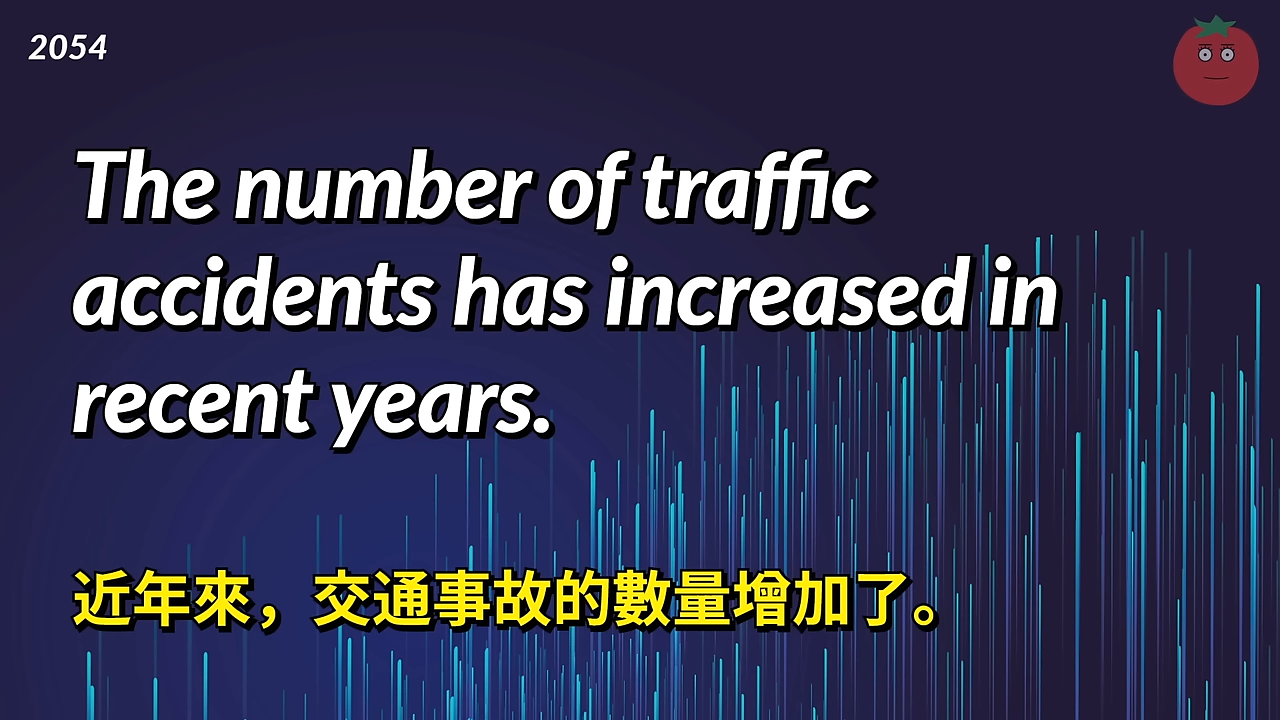 2054
The number of traffic
accidents has increased in
recent years.
近年來，交通事故的數量增加了。